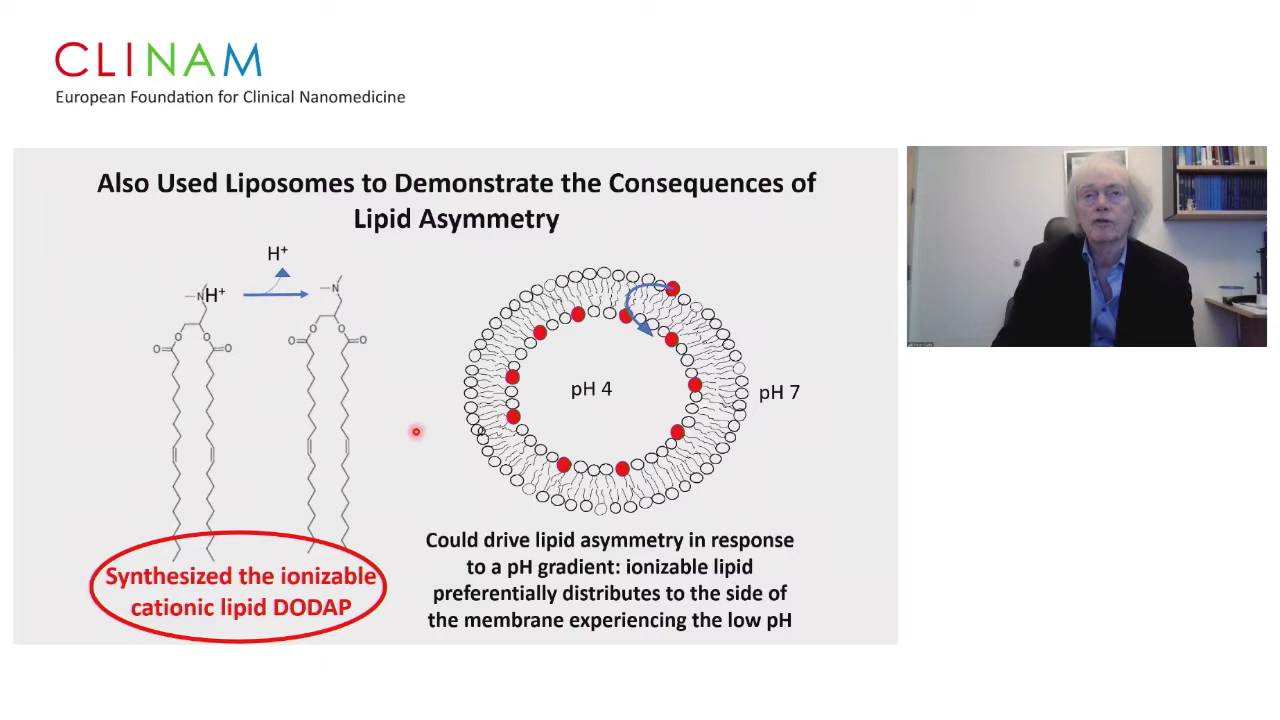 CLINAM
European Foundation for Clinical Nanomedicine
Also Used Liposomes to Demonstrate the Consequences of
Lipid Asymmetry
H⁺
N
H⁺
N
O
O
O
O
O
O
O
O
pH 4
pH 7
Synthesized the ionizable
cationic lipid DODAP
Could drive lipid asymmetry in response
to a pH gradient: ionizable lipid
preferentially distributes to the side of
the membrane experiencing the low pH